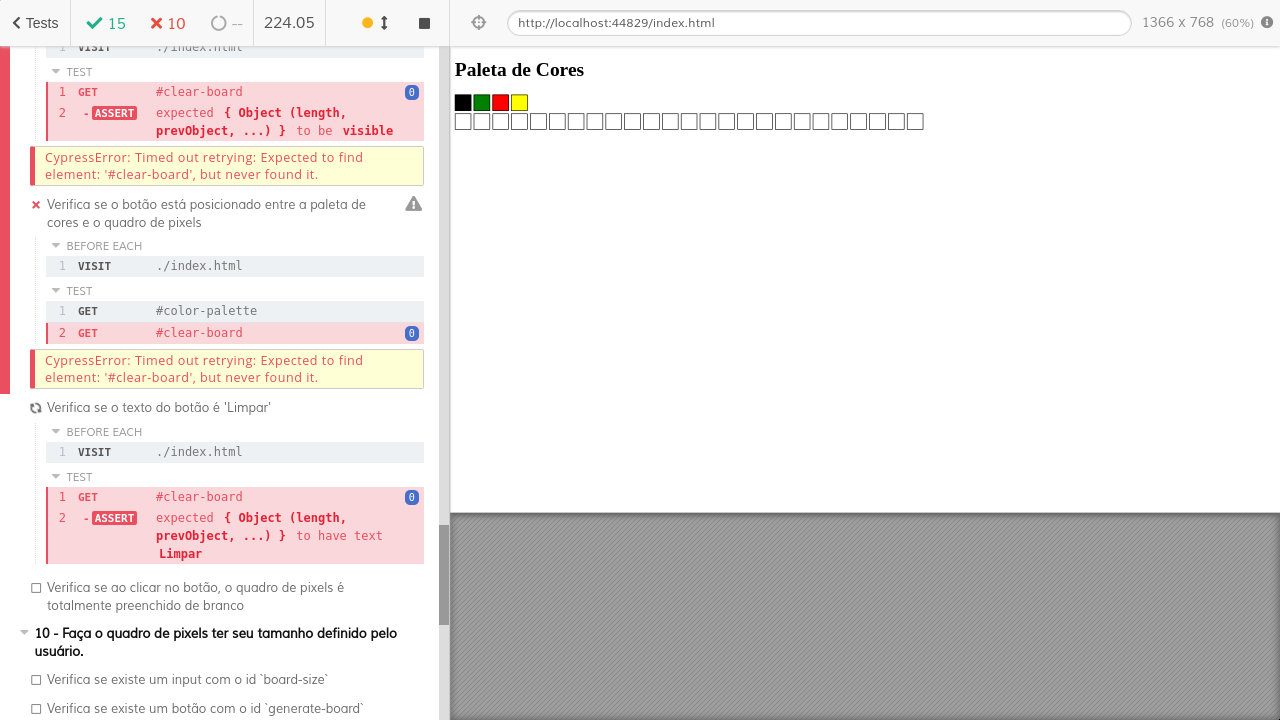 Tests
15
10
--
224.05
http://localhost:44829/index.html
1366 x 768 (60%)
1 VISIT ./index.html
TEST
1 GET #clear-board 0
2 -ASSERT expected { Object (length,
prevObject, ...) } to be visible
CypressError: Timed out retrying: Expected to find
element: '#clear-board', but never found it.
Verifica se o botão está posicionado entre a paleta de
cores e o quadro de pixels
BEFORE EACH
1 VISIT ./index.html
TEST
1 GET #color-palette
2 GET #clear-board 0
CypressError: Timed out retrying: Expected to find
element: '#clear-board', but never found it.
Verifica se o texto do botão é 'Limpar'
BEFORE EACH
1 VISIT ./index.html
TEST
1 GET #clear-board 0
2 -ASSERT expected { Object (length,
prevObject, ...) } to have text
Limpar
Verifica se ao clicar no botão, o quadro de pixels é
totalmente preenchido de branco
10 - Faça o quadro de pixels ter seu tamanho definido pelo
usuário.
Verifica se existe um input com o id `board-size`
Verifica se existe um botão com o id `generate-board`
Paleta de Cores